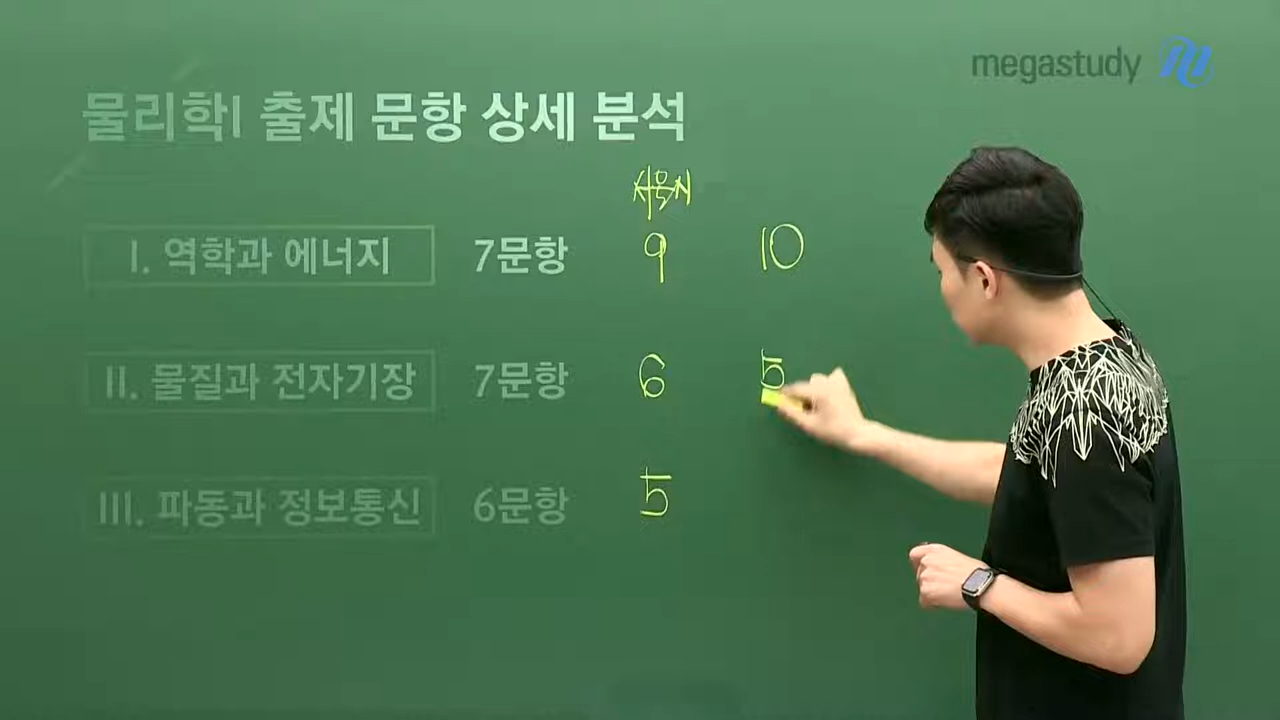 megastudy
물리학I 출제 문항 상세 분석
I. 역학과 에너지 7문항 9 10
II. 물질과 전자기장 7문항 6 5
III. 파동과 정보통신 6문항 5